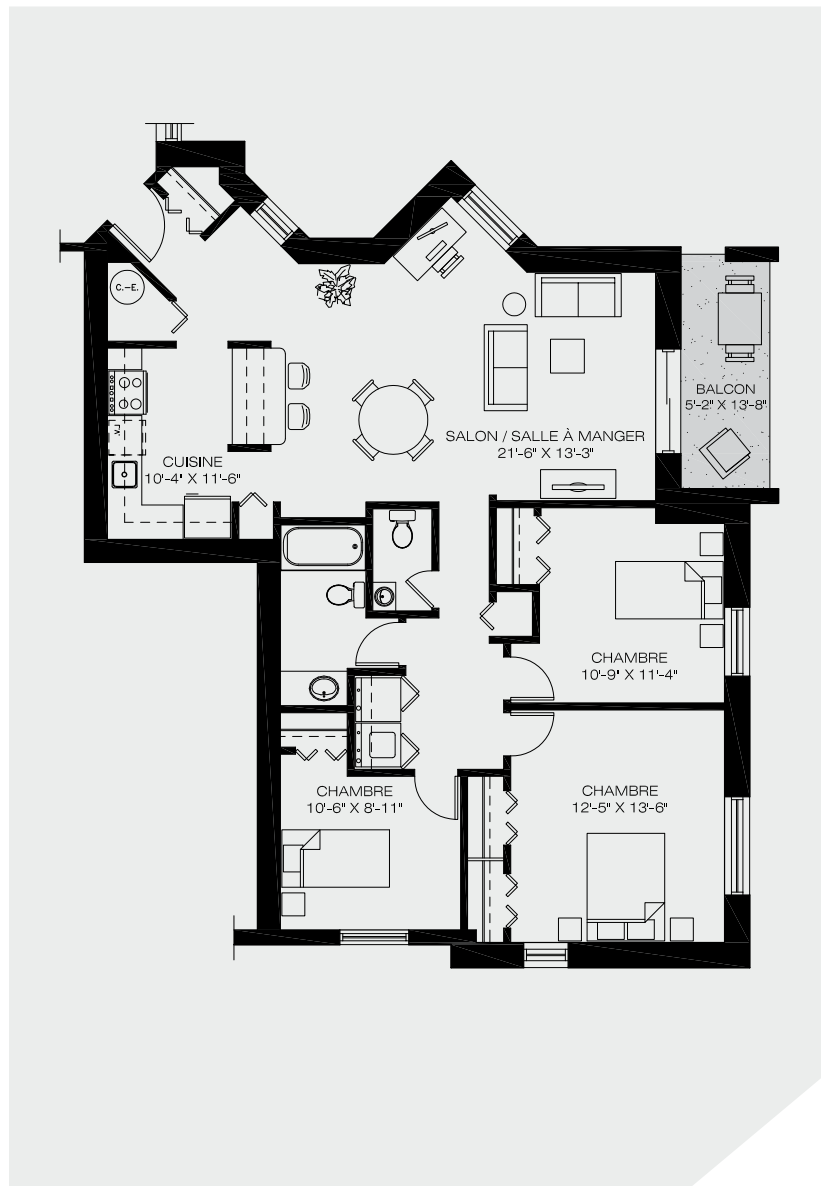 C.-E.
BALCON
5'-2" X 13'-8"
SALON / SALLE À MANGER
21'-6" X 13'-3"
CUISINE
10'-4" X 11'-6"
CHAMBRE
10'-9" X 11'-4"
CHAMBRE
10'-6" X 8'-11"
CHAMBRE
12'-5" X 13'-6"